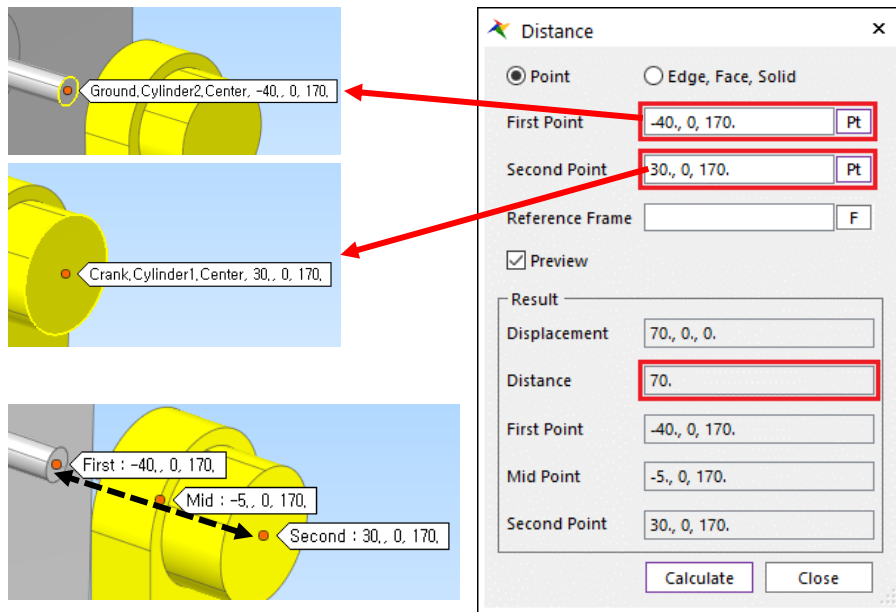 Ground.Cylinder2.Center, -40., 0, 170.
Crank.Cylinder1.Center, 30., 0, 170.
First : -40., 0, 170.
Mid : -5., 0, 170.
Second : 30., 0, 170.
Distance
Point
Edge, Face, Solid
First Point
-40., 0, 170.
Pt
Second Point
30., 0, 170.
Pt
Reference Frame
F
Preview
Result
Displacement
70., 0., 0.
Distance
70.
First Point
-40., 0, 170.
Mid Point
-5., 0, 170.
Second Point
30., 0, 170.
Calculate
Close